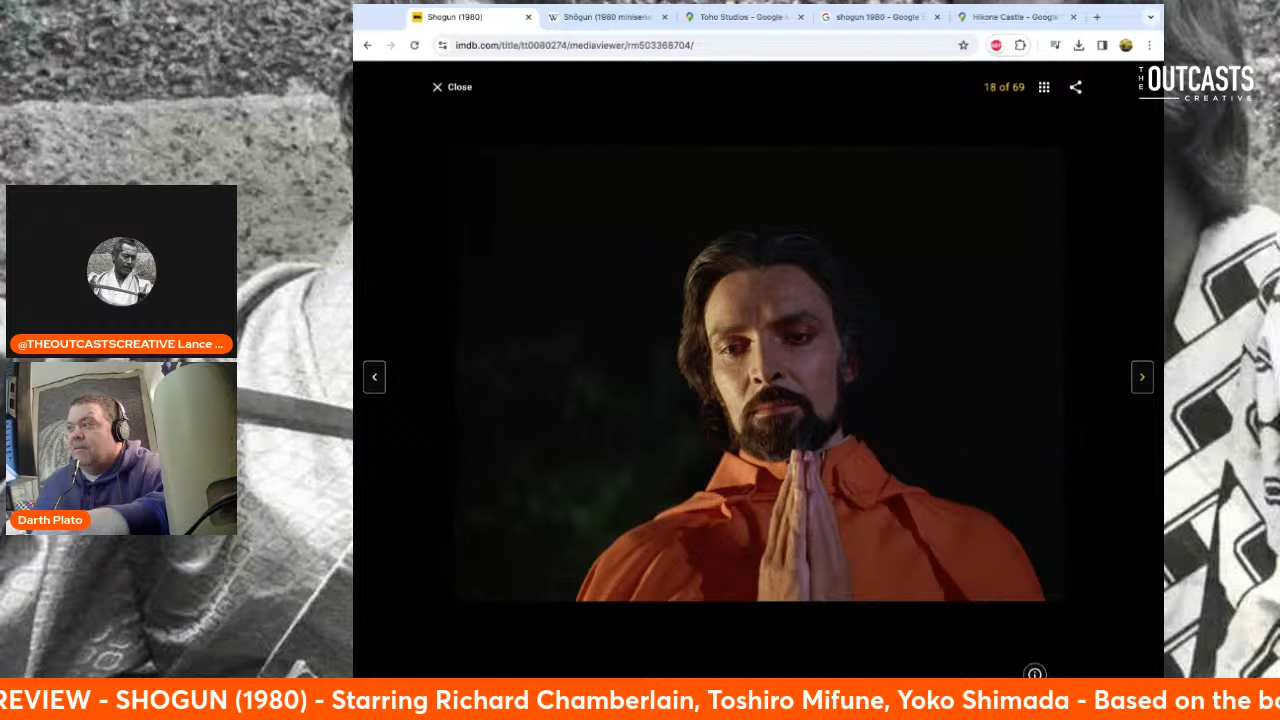 Shogun (1980)
Shōgun (1980 miniserie
Toho Studios - Google
shogun 1980 - Google
Hikone Castle - Google
imdb.com/title/tt0080274/mediaviewer/rm503368704/
Close
18 of 69
THE OUTCASTS
CREATIVE
@THEOUTCASTSCREATIVE Lance ...
Darth Plato
REVIEW - SHOGUN (1980) - Starring Richard Chamberlain, Toshiro Mifune, Yoko Shimada - Based on the bo